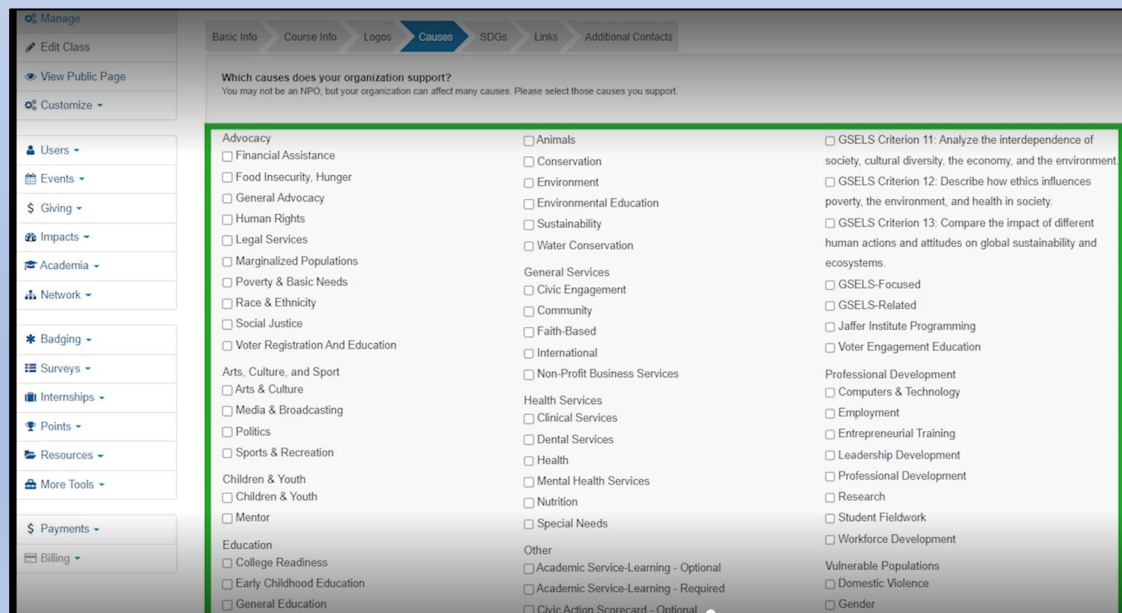 Manage
Edit Class
View Public Page
Customize
Users
Events
Giving
Impacts
Academia
Network
Badging
Surveys
Internships
Points
Resources
More Tools
Payments
Billing
Basic Info
Course Info
Logos
Causes
SDGs
Links
Additional Contacts
Which causes does your organization support?
You may not be an NPO, but your organization can affect many causes. Please select those causes you support.
Advocacy
Financial Assistance
Food Insecurity, Hunger
General Advocacy
Human Rights
Legal Services
Marginalized Populations
Poverty & Basic Needs
Race & Ethnicity
Social Justice
Voter Registration And Education
Arts, Culture, and Sport
Arts & Culture
Media & Broadcasting
Politics
Sports & Recreation
Children & Youth
Children & Youth
Mentor
Education
College Readiness
Early Childhood Education
General Education
Animals
Conservation
Environment
Environmental Education
Sustainability
Water Conservation
General Services
Civic Engagement
Community
Faith-Based
International
Non-Profit Business Services
Health Services
Clinical Services
Dental Services
Health
Mental Health Services
Nutrition
Special Needs
Other
Academic Service-Learning - Optional
Academic Service-Learning - Required
Civic Action Scorecard - Optional
GSELS Criterion 11: Analyze the interdependence of
society, cultural diversity, the economy, and the environment.
GSELS Criterion 12: Describe how ethics influences
poverty, the environment, and health in society.
GSELS Criterion 13: Compare the impact of different
human actions and attitudes on global sustainability and
ecosystems.
GSELS-Focused
GSELS-Related
Jaffer Institute Programming
Voter Engagement Education
Professional Development
Computers & Technology
Employment
Entrepreneurial Training
Leadership Development
Professional Development
Research
Student Fieldwork
Workforce Development
Vulnerable Populations
Domestic Violence
Gender